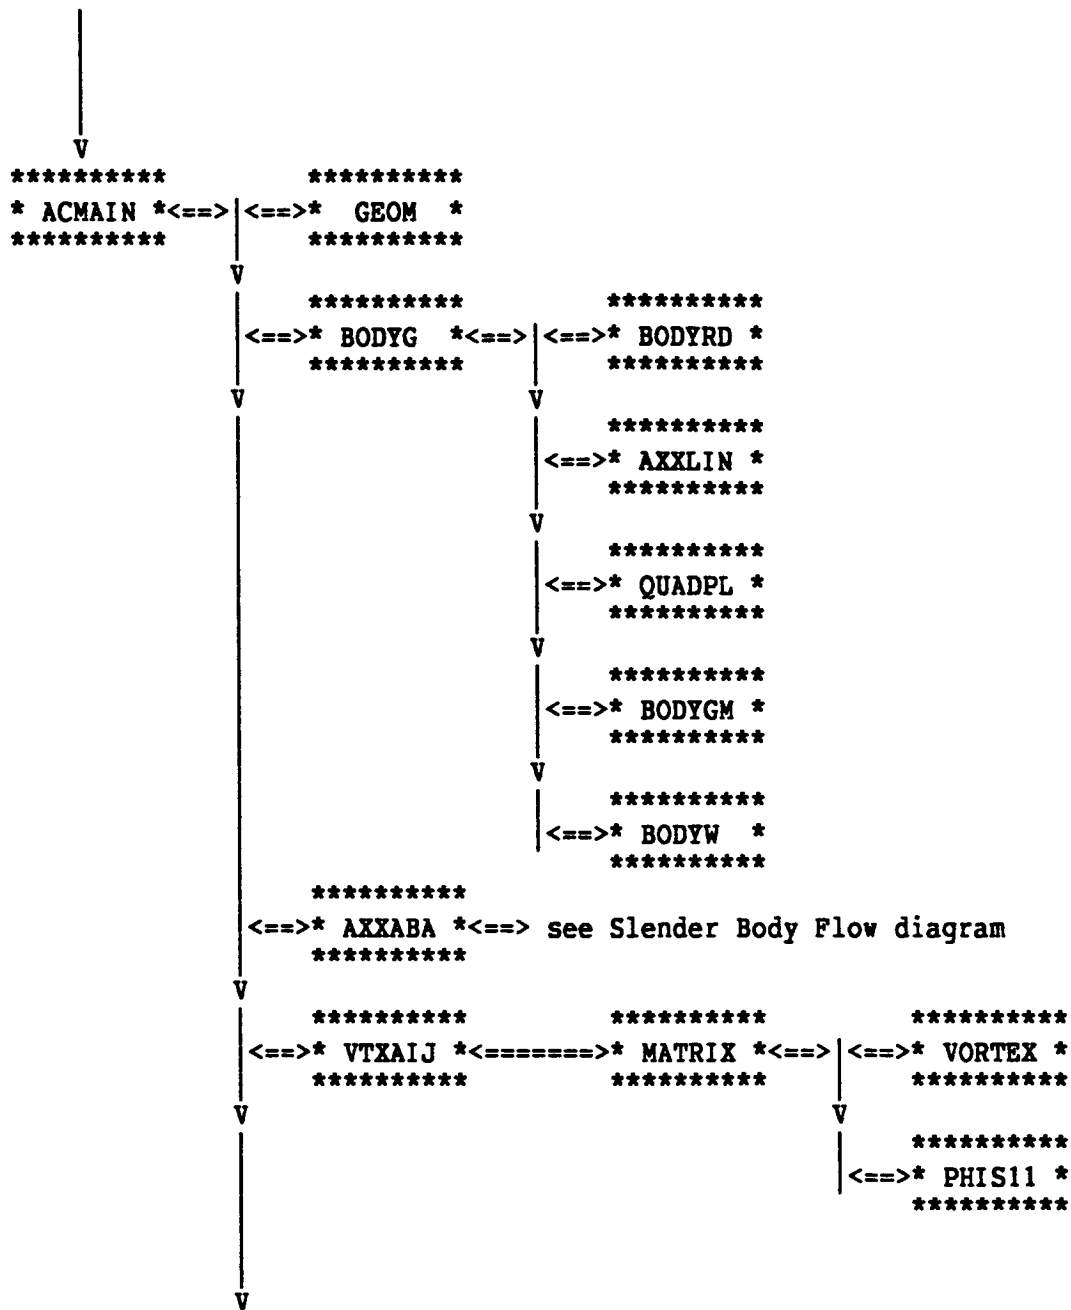 |
|
|
V
**********          **********
* ACMAIN *<==>|<==>*  GEOM  *
**********    |     **********
V
**********          **********
|<==>* BODYG  *<==>|<==>* BODYRD *
|     **********    |     **********
V                   V
**********
|<==>* AXXLIN *
**********
V
**********
|<==>* QUADPL *
**********
V
**********
|<==>* BODYGM *
**********
V
**********
|<==>* BODYW  *
**********
**********
|<==>* AXXABA *<==> see Slender Body Flow diagram
**********
V
**********          **********          **********
|<==>* VTXAIJ *<=======>* MATRIX *<==>|<==>* VORTEX *
**********          **********    |     **********
V                   V
**********
|<==>* PHIS11 *
**********
V